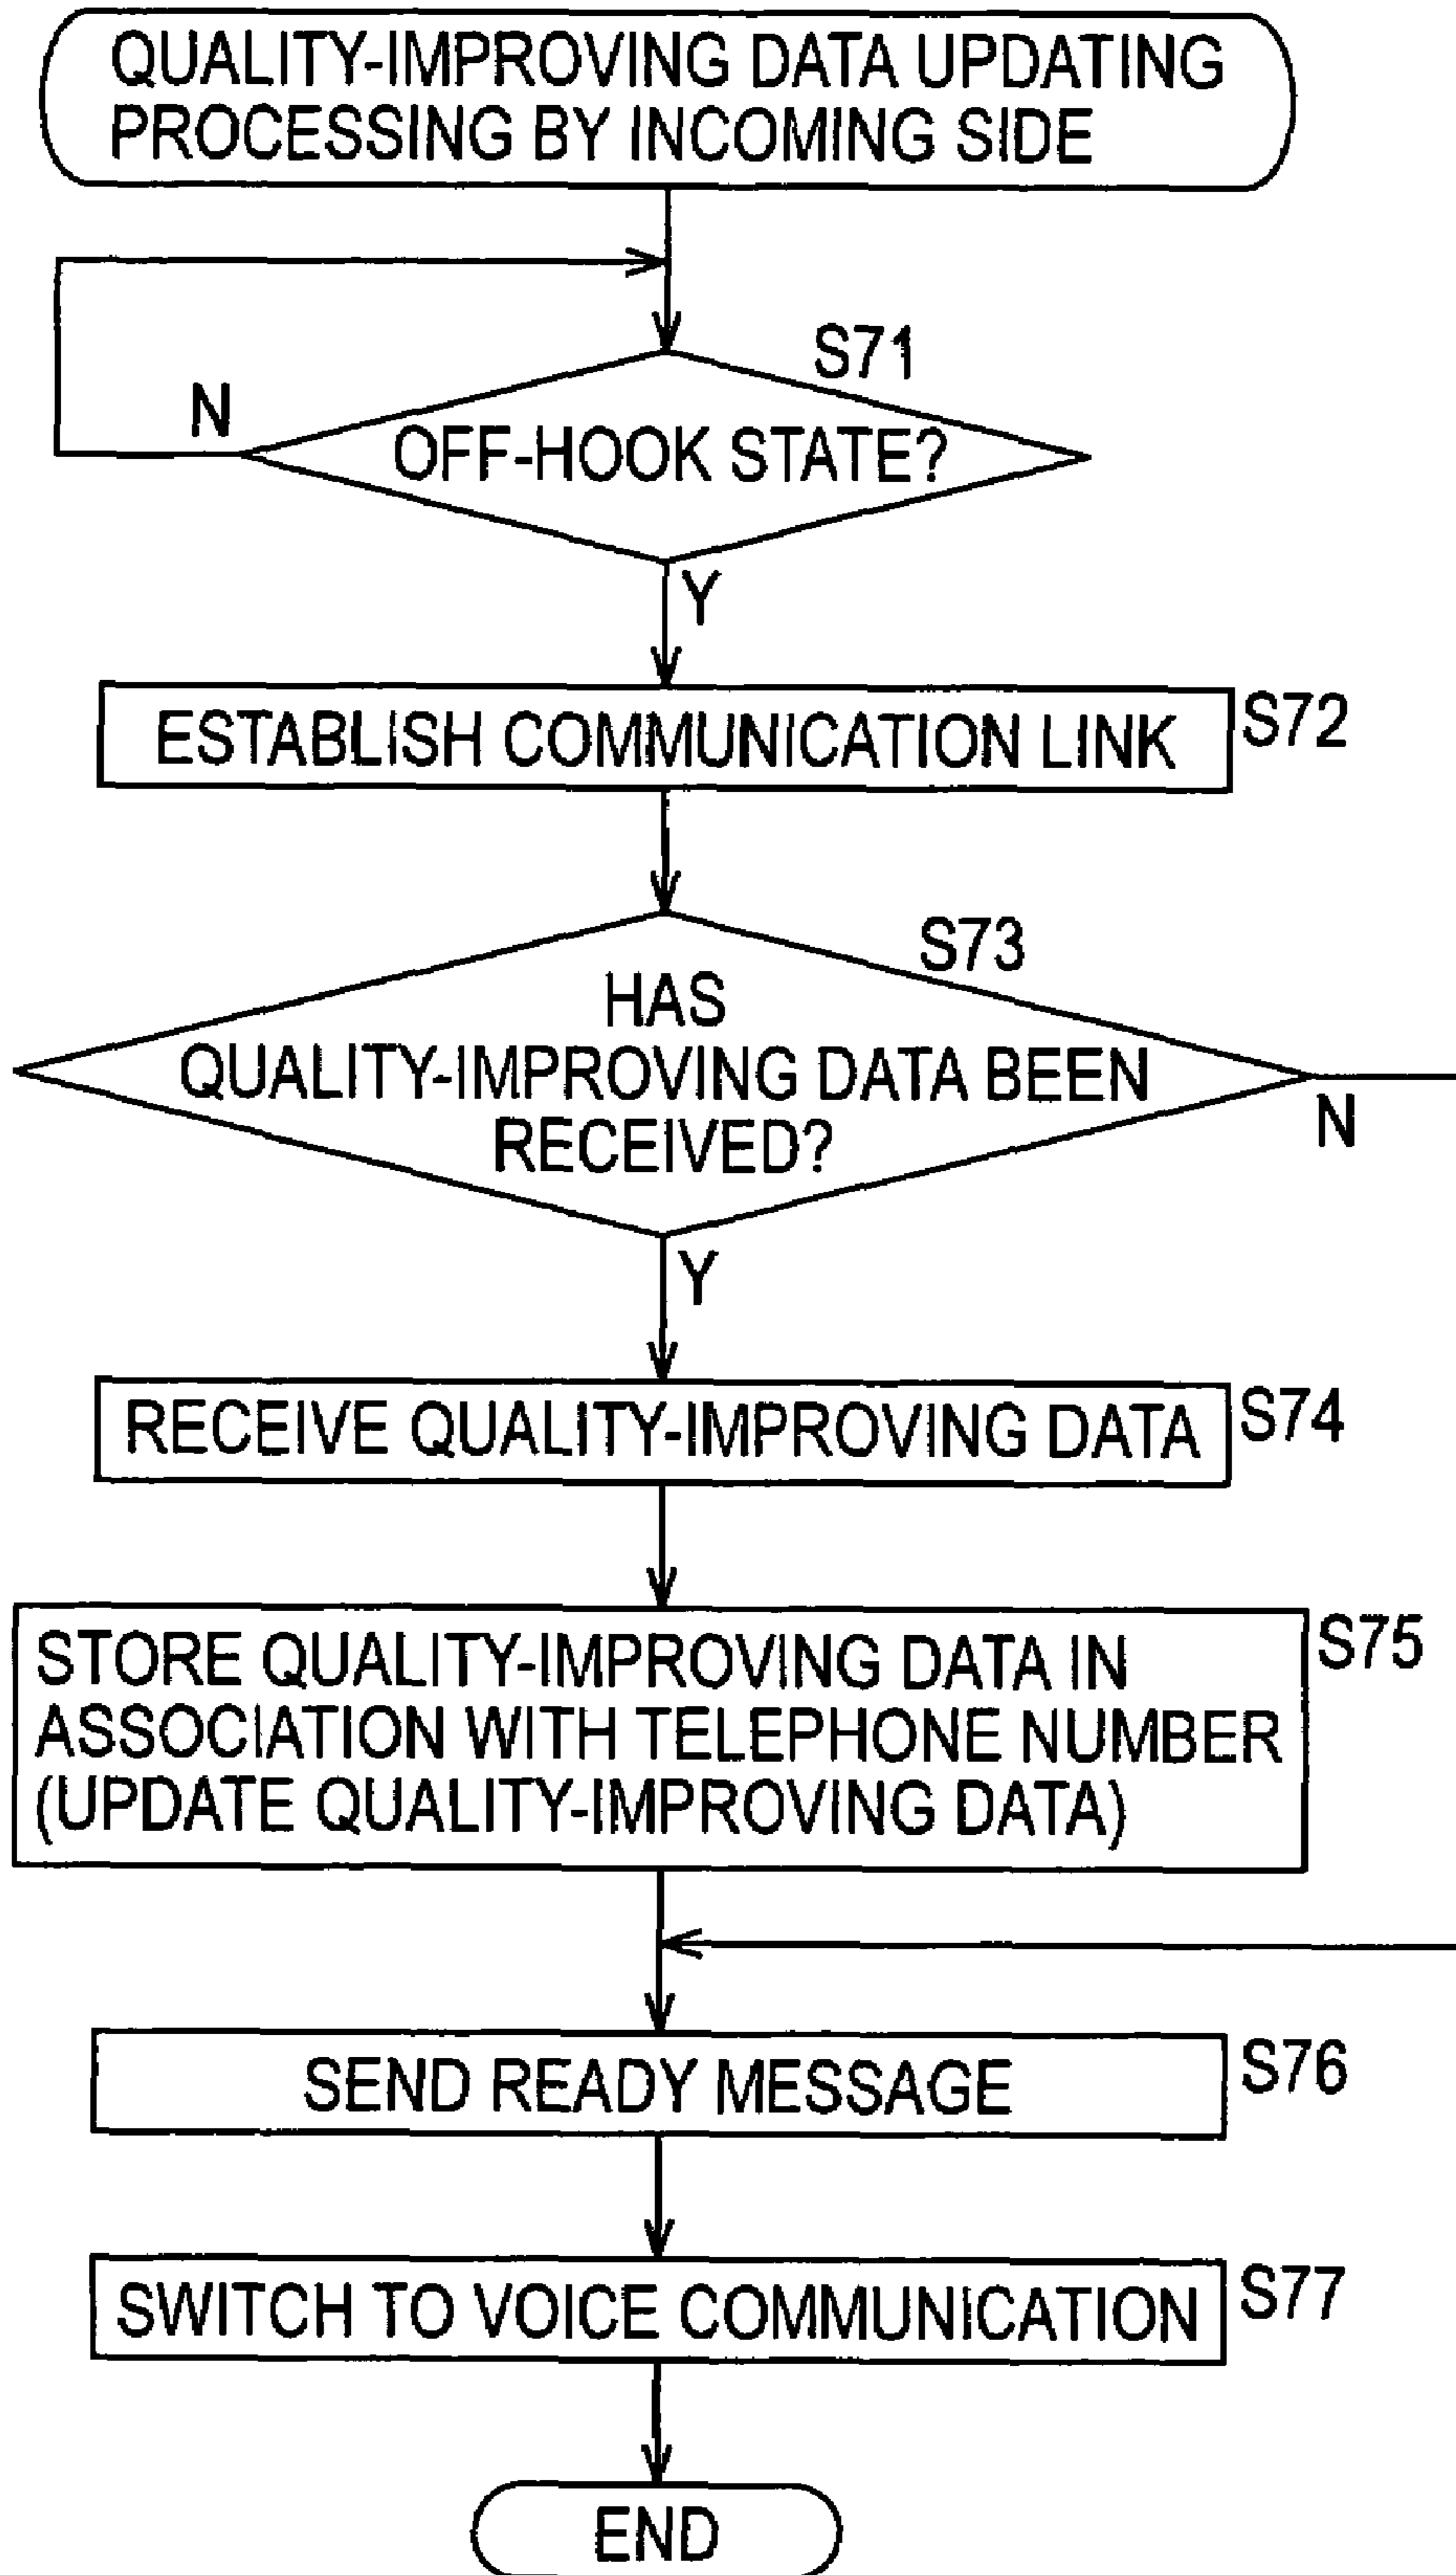 QUALITY-IMPROVING DATA UPDATING
PROCESSING BY INCOMING SIDE
S71
N
OFF-HOOK STATE?
Y
ESTABLISH COMMUNICATION LINK
S72
S73
HAS
QUALITY-IMPROVING DATA BEEN
RECEIVED?
N
Y
RECEIVE QUALITY-IMPROVING DATA
S74
STORE QUALITY-IMPROVING DATA IN
ASSOCIATION WITH TELEPHONE NUMBER
(UPDATE QUALITY-IMPROVING DATA)
S75
SEND READY MESSAGE
S76
SWITCH TO VOICE COMMUNICATION
S77
END